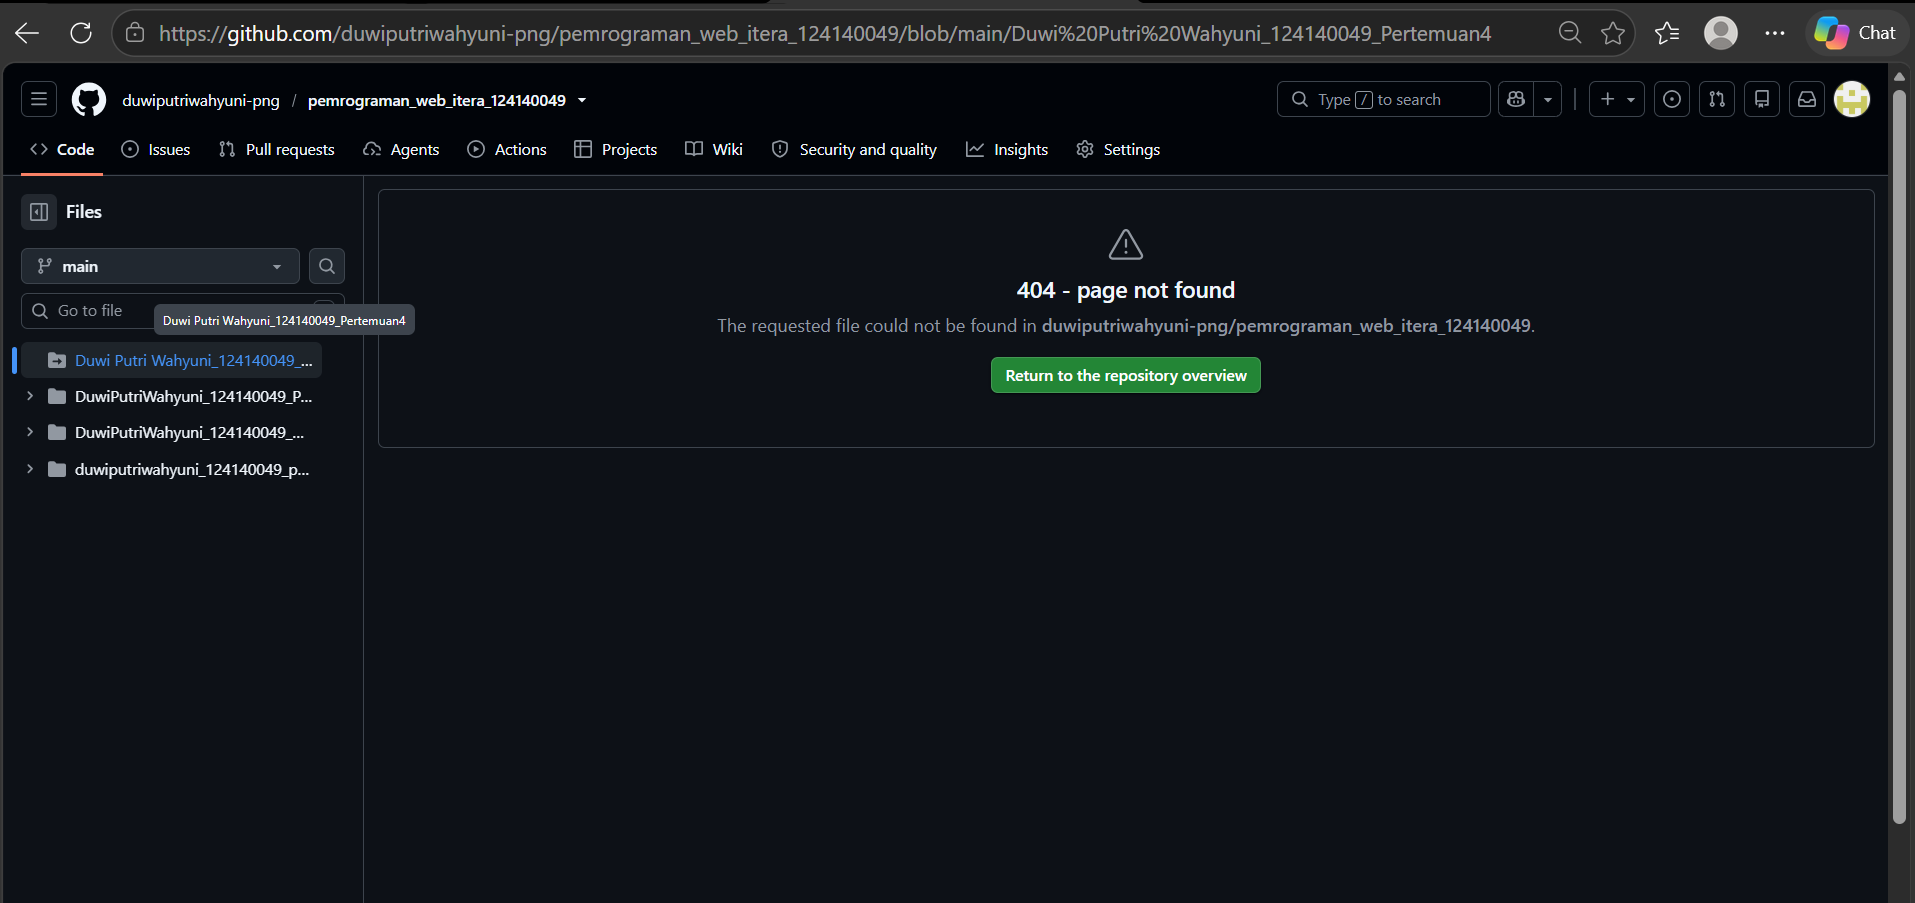 https://github.com/duwiputriwahyuni-png/pemrograman_web_itera_124140049/blob/main/Duwi%20Putri%20Wahyuni_124140049_Pertemuan4
Chat
duwiputriwahyuni-png / pemrograman_web_itera_124140049
Type / to search
Code Issues Pull requests Agents Actions Projects Wiki Security and quality Insights Settings
Files
main
Go to file
Duwi Putri Wahyuni_124140049_Pertemuan4
Duwi Putri Wahyuni_124140049_...
DuwiPutriWahyuni_124140049_P...
DuwiPutriWahyuni_124140049_...
duwiputriwahyuni_124140049_p...
404 - page not found
The requested file could not be found in duwiputriwahyuni-png/pemrograman_web_itera_124140049.
Return to the repository overview